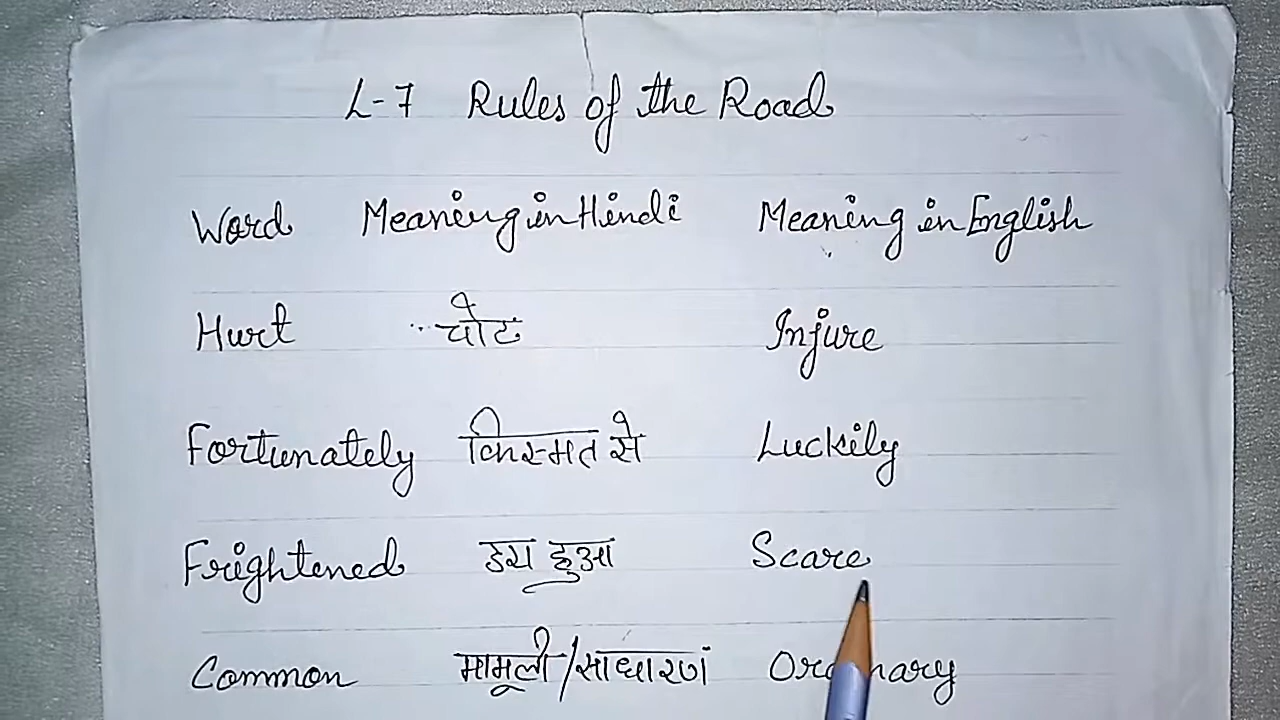 L-7 Rules of the Road
Word Meaning in Hindi Meaning in English
Hurt चोट Injure
Fortunately किस्मत से Luckily
Frightened डरा हुआ Scare
Common मामूली/साधारण Ordinary